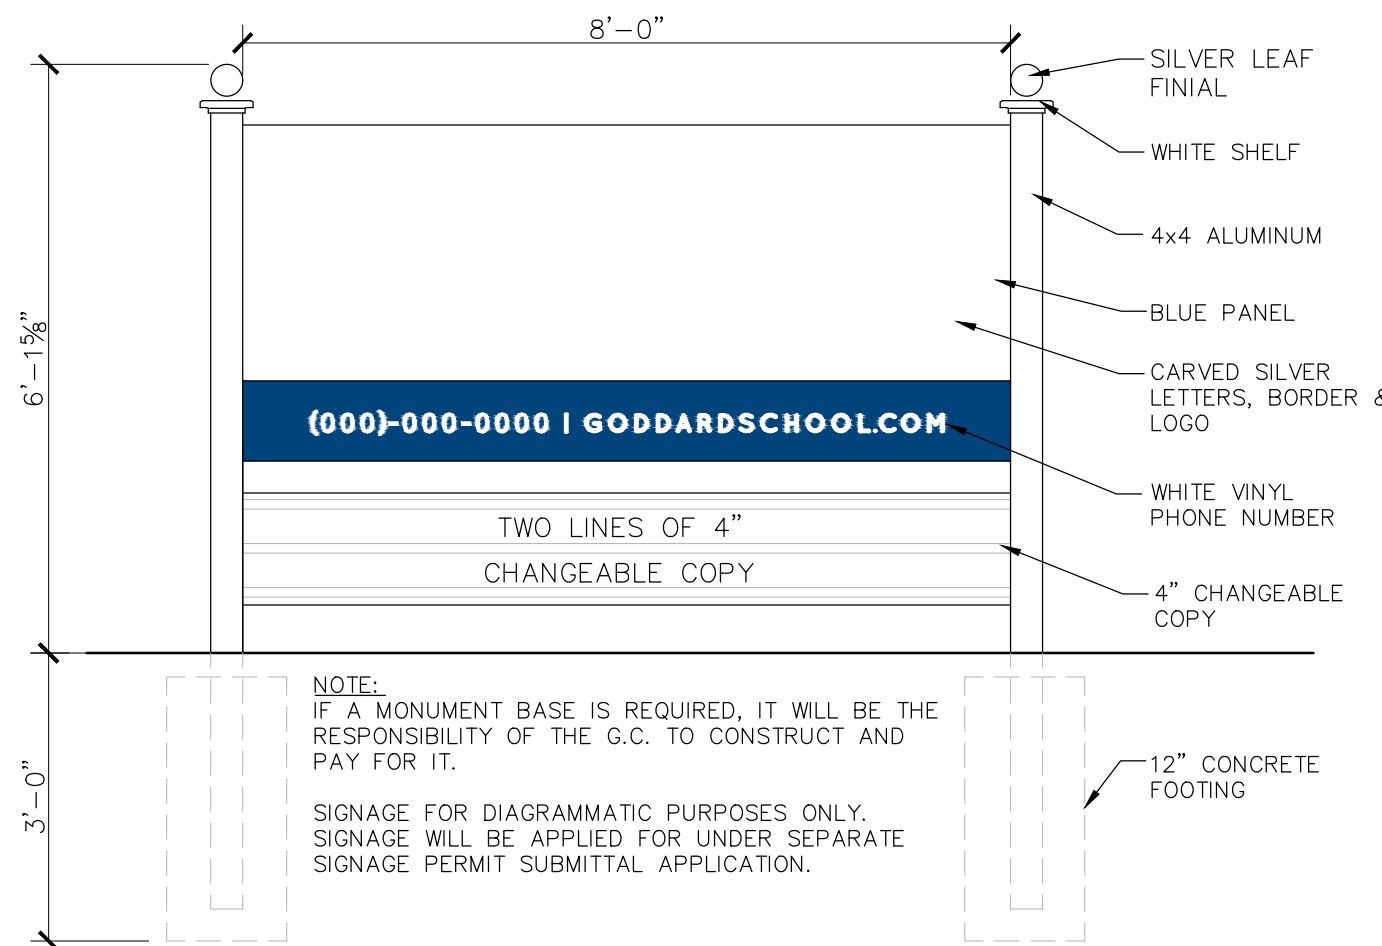 8’-0”
SILVER LEAF
FINIAL
WHITE SHELF
4x4 ALUMINUM
BLUE PANEL
6’-1⅝”
CARVED SILVER
LETTERS, BORDER &
LOGO
(000)-000-0000 | GODDARDSCHOOL.COM
WHITE VINYL
PHONE NUMBER
TWO LINES OF 4”
CHANGEABLE COPY
4” CHANGEABLE
COPY
NOTE:
IF A MONUMENT BASE IS REQUIRED, IT WILL BE THE
RESPONSIBILITY OF THE G.C. TO CONSTRUCT AND
PAY FOR IT.
SIGNAGE FOR DIAGRAMMATIC PURPOSES ONLY.
SIGNAGE WILL BE APPLIED FOR UNDER SEPARATE
SIGNAGE PERMIT SUBMITTAL APPLICATION.
3’-0”
12” CONCRETE
FOOTING